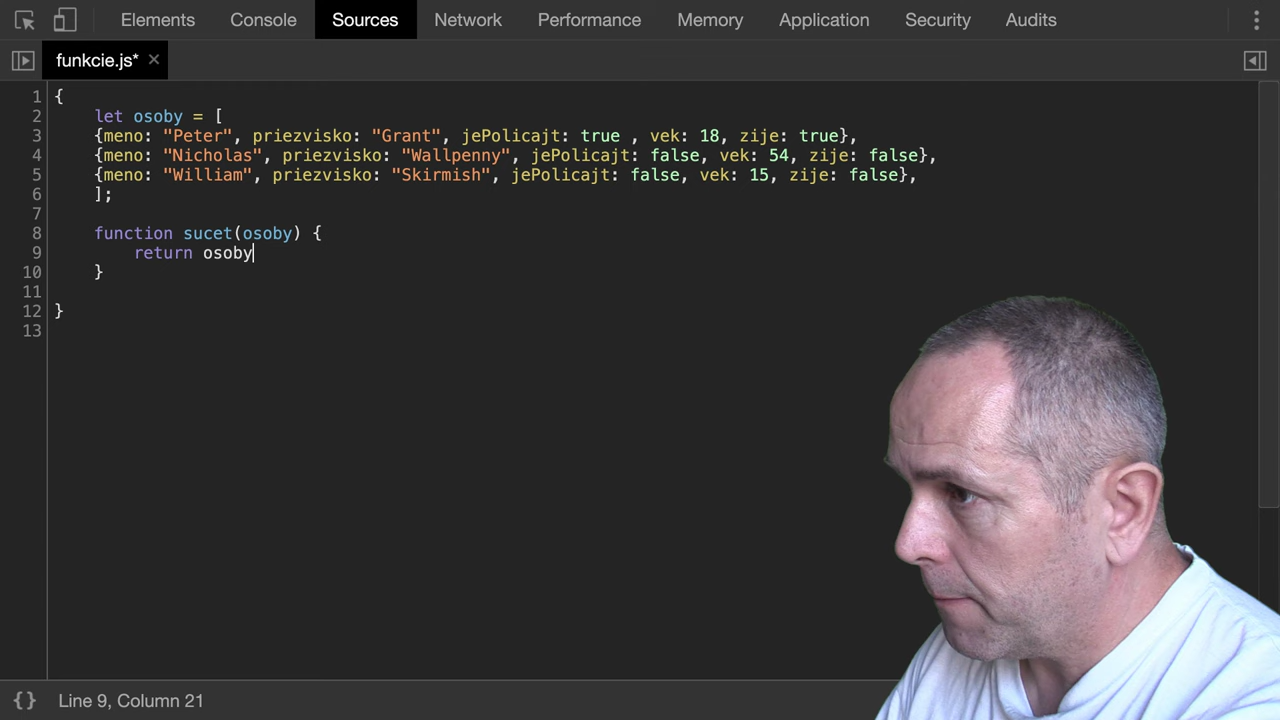 Elements Console Sources Network Performance Memory Application Security Audits
funkcie.js* ×
1 {
2 let osoby = [
3 {meno: "Peter", priezvisko: "Grant", jePolicajt: true , vek: 18, zije: true},
4 {meno: "Nicholas", priezvisko: "Wallpenny", jePolicajt: false, vek: 54, zije: false},
5 {meno: "William", priezvisko: "Skirmish", jePolicajt: false, vek: 15, zije: false},
6 ];
7
8 function sucet(osoby) {
9 return osoby
10 }
11
12 }
13
{} Line 9, Column 21